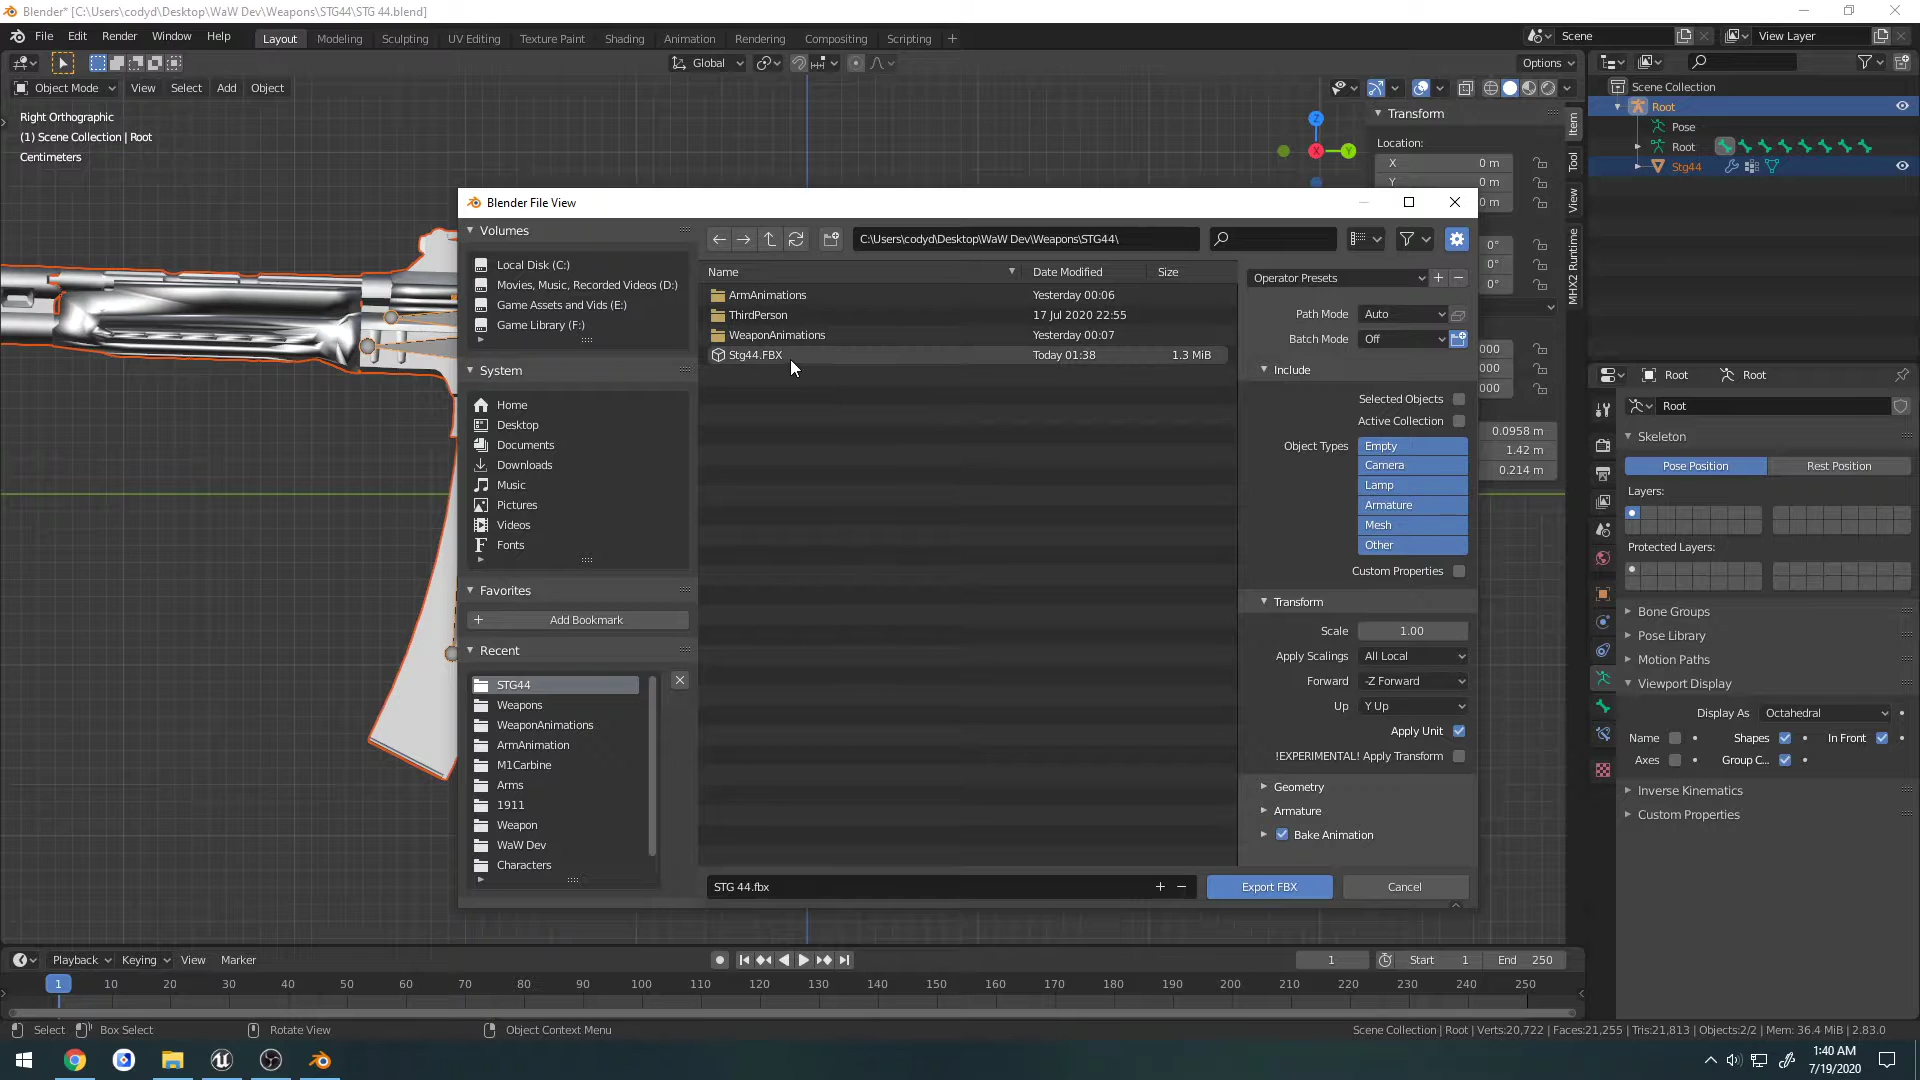 Blender* [C:\Users\codyd\Desktop\WaW Dev\Weapons\STG44\STG 44.blend]
File Edit Render Window Help
Layout Modeling Sculpting UV Editing Texture Paint Shading Animation Rendering Compositing Scripting +
Scene
View Layer
Global
Options
Object Mode View Select Add Object
Right Orthographic
(1) Scene Collection | Root
Centimeters
Z
X
Y
Transform
Location:
X 0 m
Y 0 m
0 m
0°
0°
0°
000
000
000
0.0958 m
1.42 m
0.214 m
Item
Tool
View
MHX2 Runtime
Scene Collection
Root
Pose
Root
Stg44
Blender File View
Volumes
Local Disk (C:)
Movies, Music, Recorded Videos (D:)
Game Assets and Vids (E:)
Game Library (F:)
System
Home
Desktop
Documents
Downloads
Music
Pictures
Videos
Fonts
Favorites
+ Add Bookmark
Recent
STG44
Weapons
WeaponAnimations
ArmAnimation
M1Carbine
Arms
1911
Weapon
WaW Dev
Characters
C:\Users\codyd\Desktop\WaW Dev\Weapons\STG44\
Name Date Modified Size
ArmAnimations Yesterday 00:06
ThirdPerson 17 Jul 2020 22:55
WeaponAnimations Yesterday 00:07
Stg44.FBX Today 01:38 1.3 MiB
Operator Presets + −
Path Mode Auto
Batch Mode Off
Include
Selected Objects
Active Collection
Object Types Empty
Camera
Lamp
Armature
Mesh
Other
Custom Properties
Transform
Scale 1.00
Apply Scalings All Local
Forward -Z Forward
Up Y Up
Apply Unit
!EXPERIMENTAL! Apply Transform
Geometry
Armature
Bake Animation
STG 44.fbx + −
Export FBX
Cancel
Root Root
Root
Skeleton
Pose Position Rest Position
Layers:
Protected Layers:
Bone Groups
Pose Library
Motion Paths
Viewport Display
Display As Octahedral
Name Shapes In Front
Axes Group C...
Inverse Kinematics
Custom Properties
Playback Keying View Marker
1 Start 1 End 250
1 10 20 30 40 50 60 70 80 90 100 110 120 130 140 150 160 170 180 190 200 210 220 230 240 250
Select Box Select Rotate View Object Context Menu
Scene Collection | Root | Verts:20,722 | Faces:21,255 | Tris:21,813 | Objects:2/2 | Mem: 36.4 MiB | 2.83.0
1:40 AM
7/19/2020